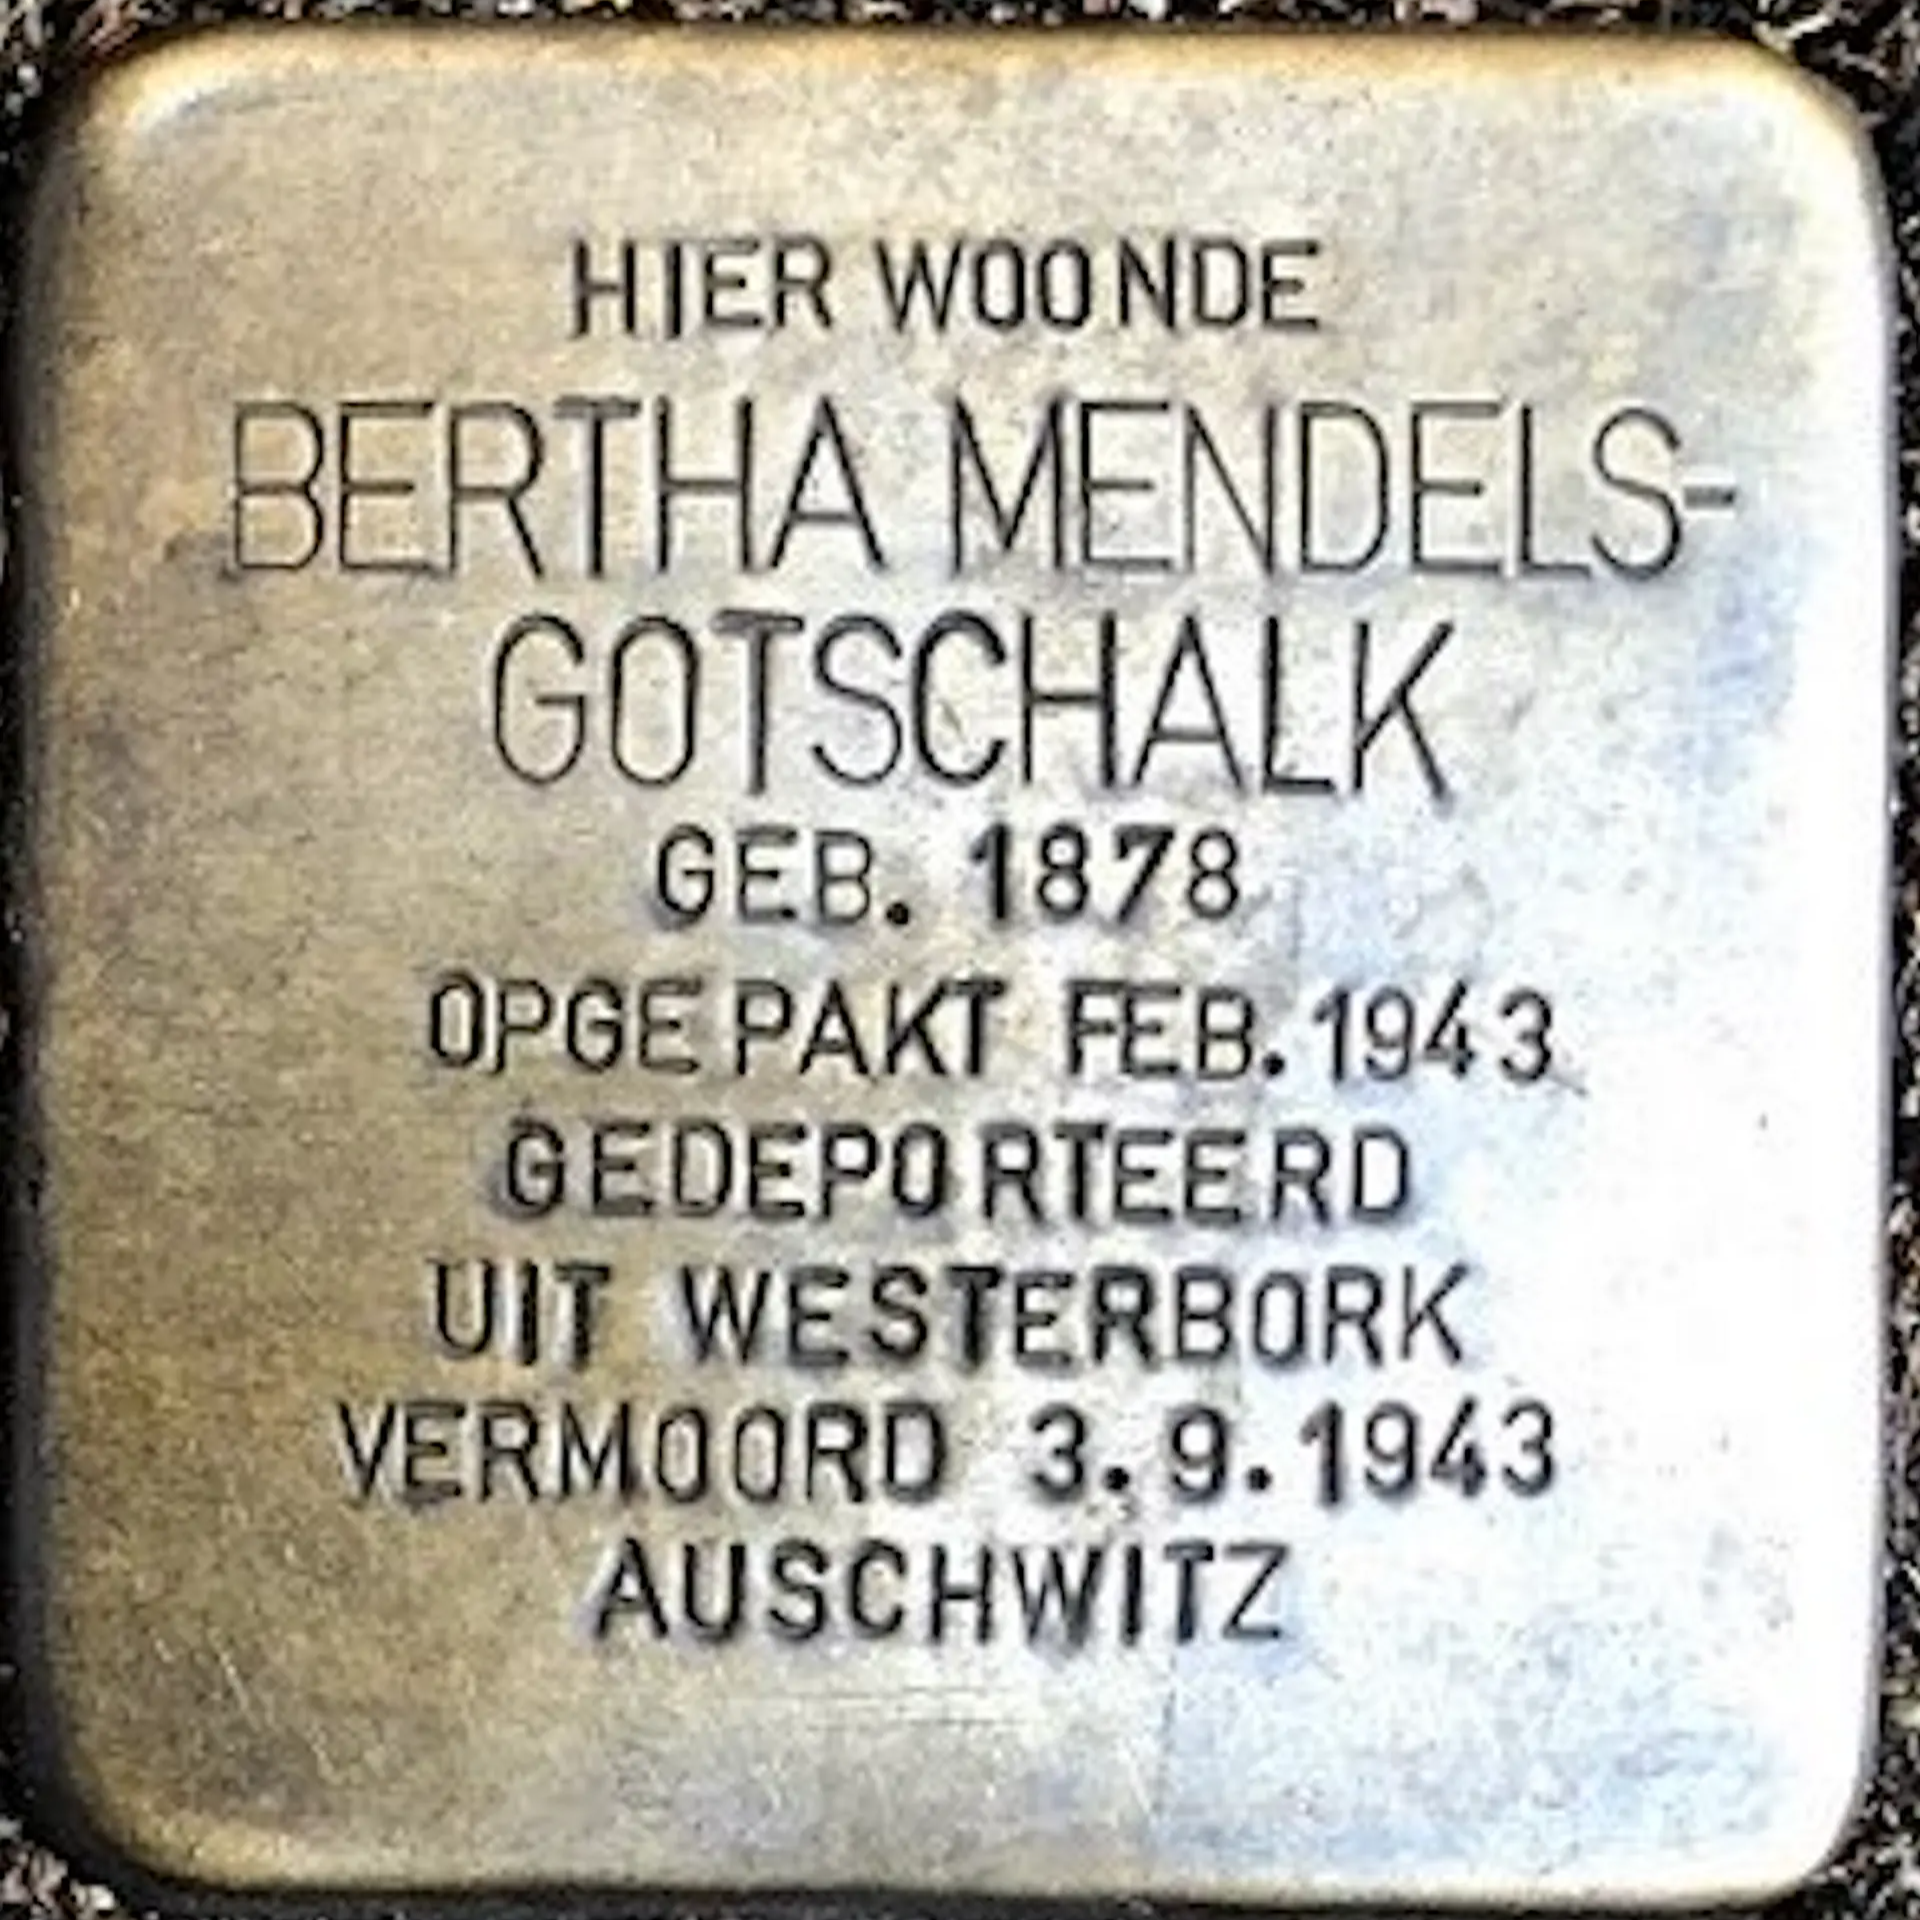 HIER WOONDE
BERTHA MENDELS-
GOTSCHALK
GEB. 1878
OPGEPAKT FEB. 1943
GEDEPORTEERD
UIT WESTERBORK
VERMOORD 3.9.1943
AUSCHWITZ